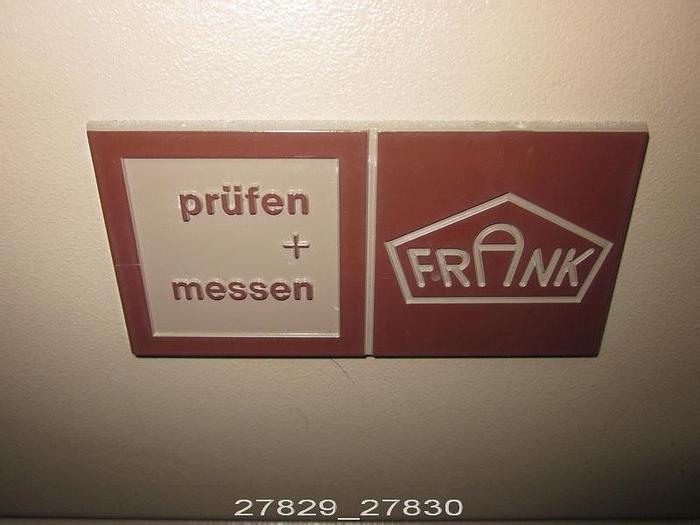 prüfen
+
messen
FRANK
27829_27830